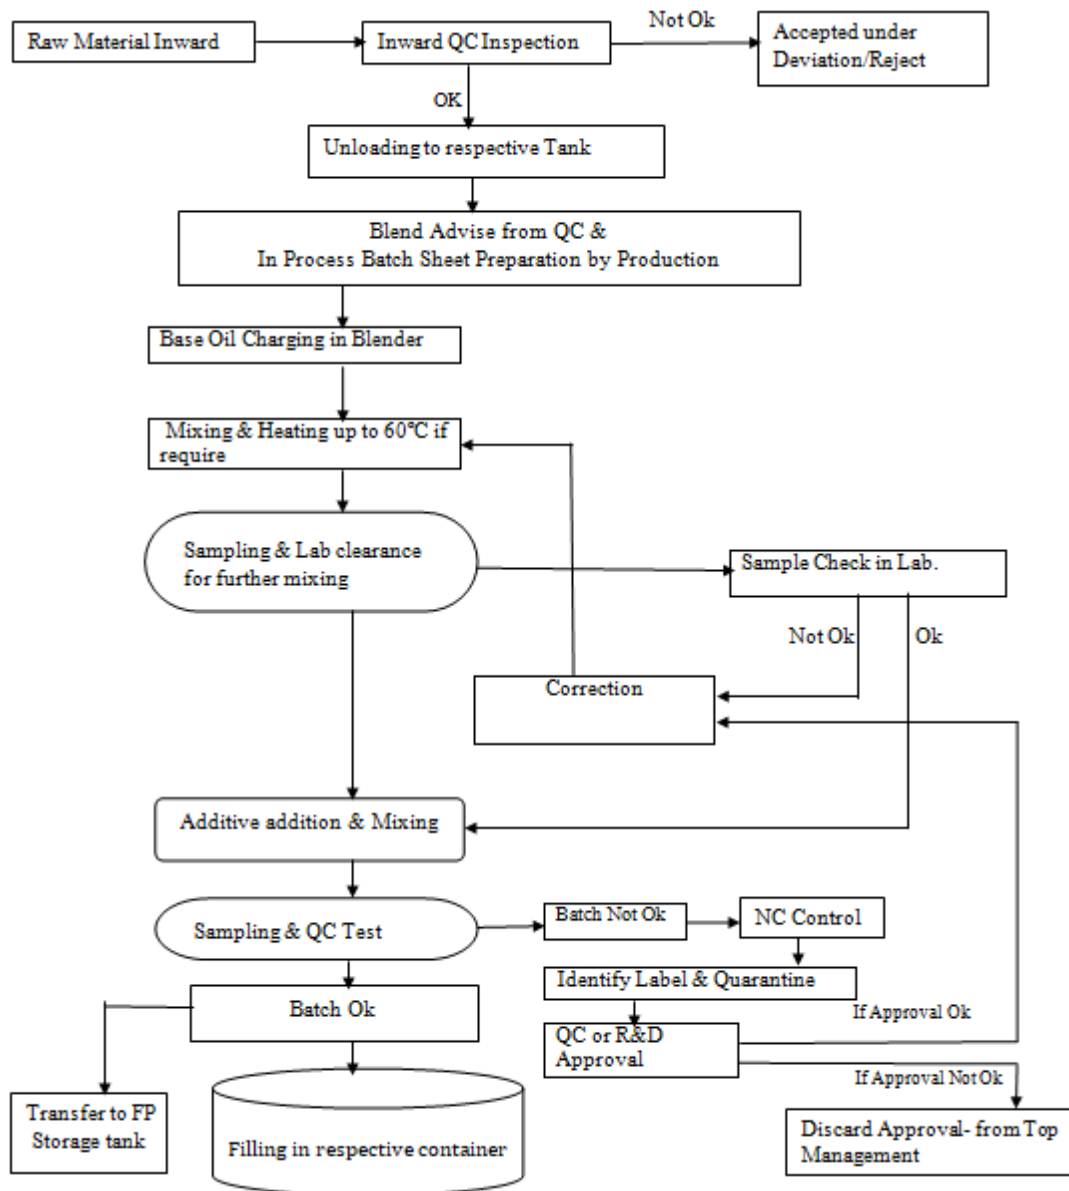 Raw Material Inward
Inward QC Inspection
Not Ok
Accepted under
Deviation/Reject
OK
Unloading to respective Tank
Blend Advise from QC &
In Process Batch Sheet Preparation by Production
Base Oil Charging in Blender
Mixing & Heating up to 60℃ if
require
Sampling & Lab clearance
for further mixing
Sample Check in Lab.
Not Ok
Ok
Correction
Additive addition & Mixing
Sampling & QC Test
Batch Not Ok
NC Control
Identify Label & Quarantine
Batch Ok
If Approval Ok
QC or R&D
Approval
If Approval Not Ok
Transfer to FP
Storage tank
Filling in respective container
Discard Approval- from Top
Management